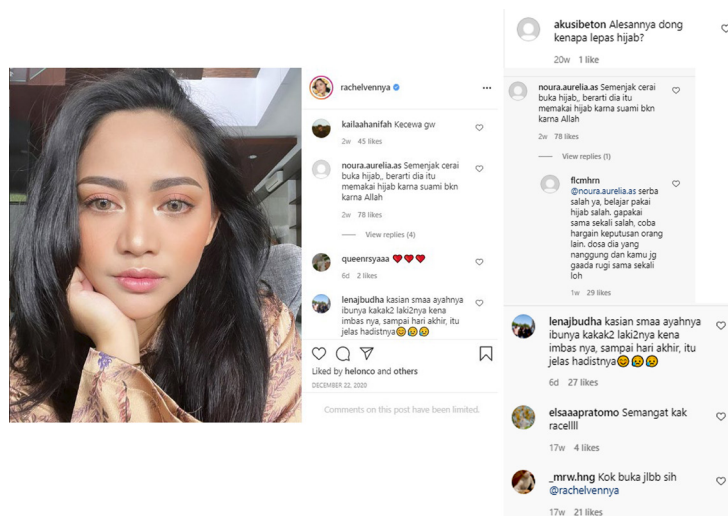 rachelvennya
kailaahanifah Kecewa gw
2w 45 likes
noura.aurelia.as Semenjak cerai
buka hijab,, berarti dia itu
memakai hijab karna suami bkn
karna Allah
2w 78 likes
View replies (4)
queenrsyaaa ❤❤❤
6d 2 likes
lenajbudha kasian smaa ayahnya
ibunya kakak2 laki2nya kena
imbas nya, sampai hari akhir, itu
jelas hadistnya😊😥😥
Liked by helonco and others
DECEMBER 22, 2020
Comments on this post have been limited.
akusibeton Alesannya dong
kenapa lepas hijab?
20w 1 like
noura.aurelia.as Semenjak cerai
buka hijab,, berarti dia itu
memakai hijab karna suami bkn
karna Allah
2w 78 likes
View replies (1)
flcmhrn
@noura.aurelia.as serba
salah ya, belajar pakai
hijab salah. gapakai
sama sekali salah, coba
hargain keputusan orang
lain. dosa dia yang
nanggung dan kamu jg
gaada rugi sama sekali
loh
1w 29 likes
lenajbudha kasian smaa ayahnya
ibunya kakak2 laki2nya kena
imbas nya, sampai hari akhir, itu
jelas hadistnya😊😥😥
6d 27 likes
elsaaapratomo Semangat kak
racellll
17w 4 likes
_mrw.hng Kok buka jlbb sih
@rachelvennya
17w 21 likes